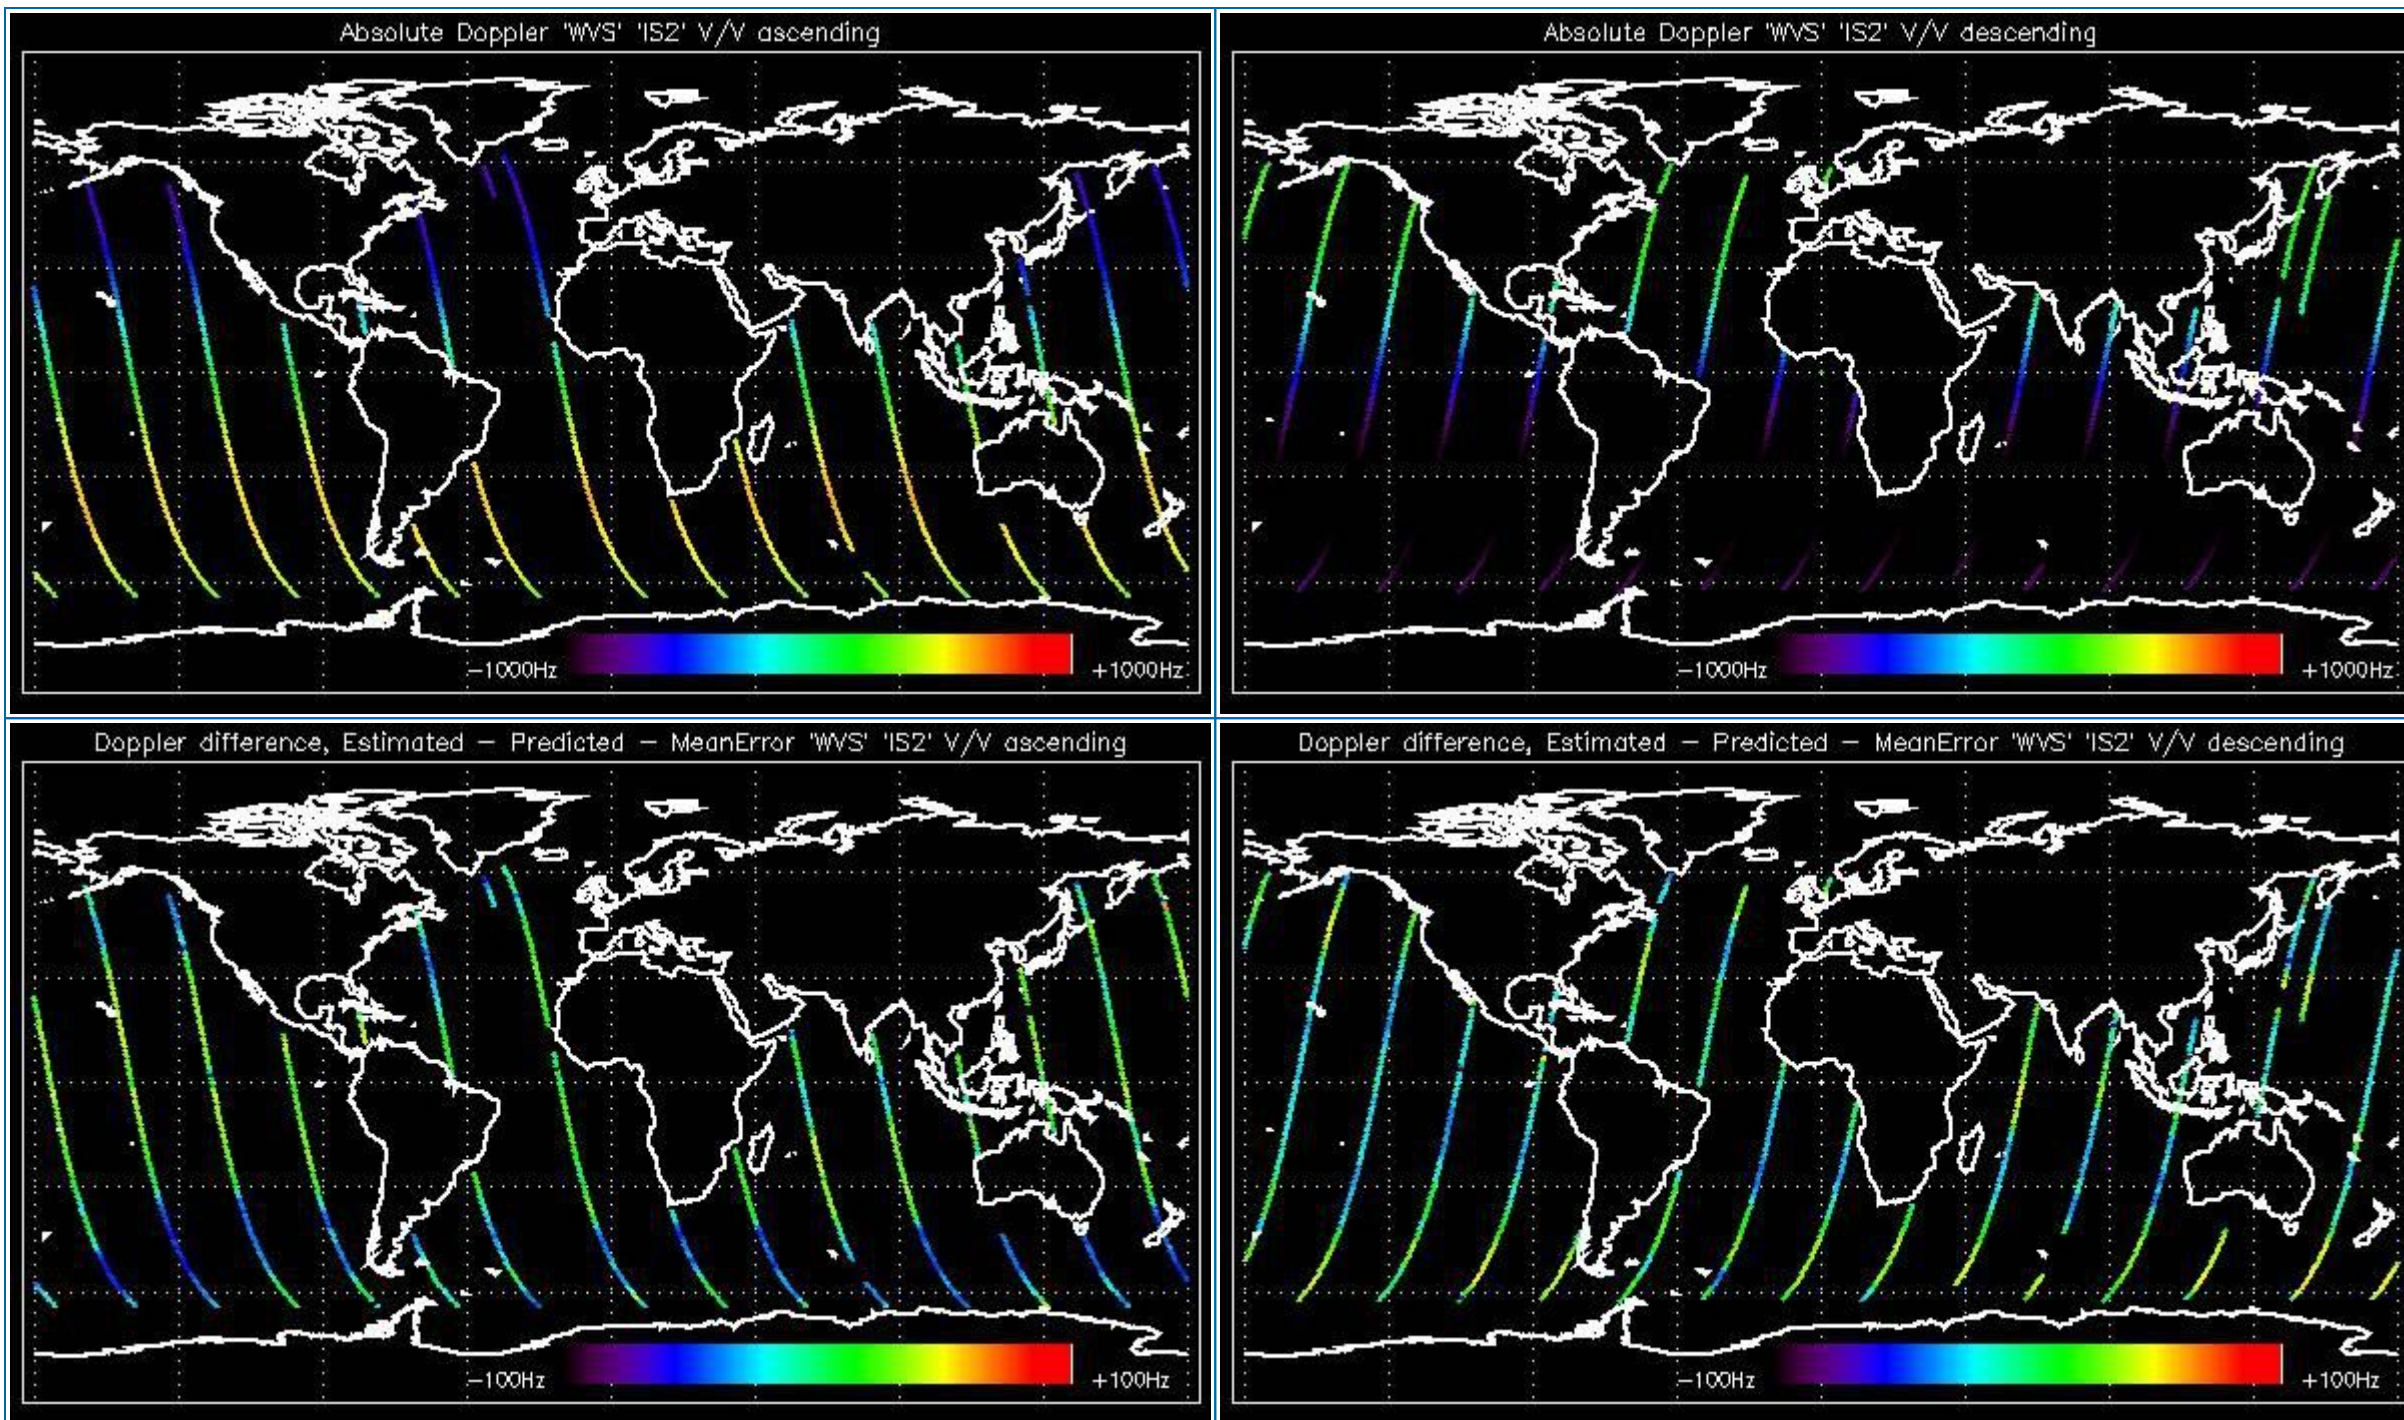 Absolute Doppler 'WVS' 'IS2' V/V ascending
-1000Hz
+1000Hz
Absolute Doppler 'WVS' 'IS2' V/V descending
-1000Hz
+1000Hz
Doppler difference, Estimated - Predicted - MeanError 'WVS' 'IS2' V/V ascending
-100Hz
+100Hz
Doppler difference, Estimated - Predicted - MeanError 'WVS' 'IS2' V/V descending
-100Hz
+100Hz